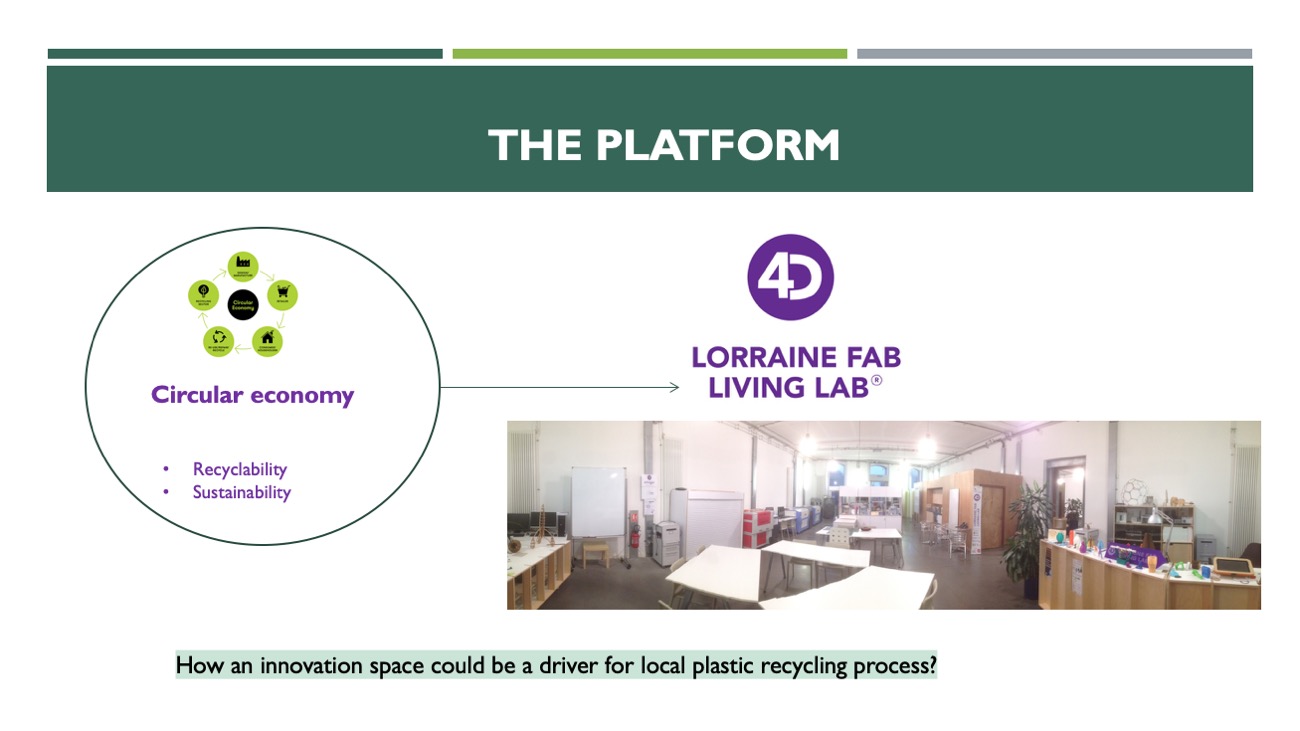 THE PLATFORM
Circular
Economy
Circular economy
• Recyclability
• Sustainability
4D
LORRAINE FAB
LIVING LAB®
How an innovation space could be a driver for local plastic recycling process?